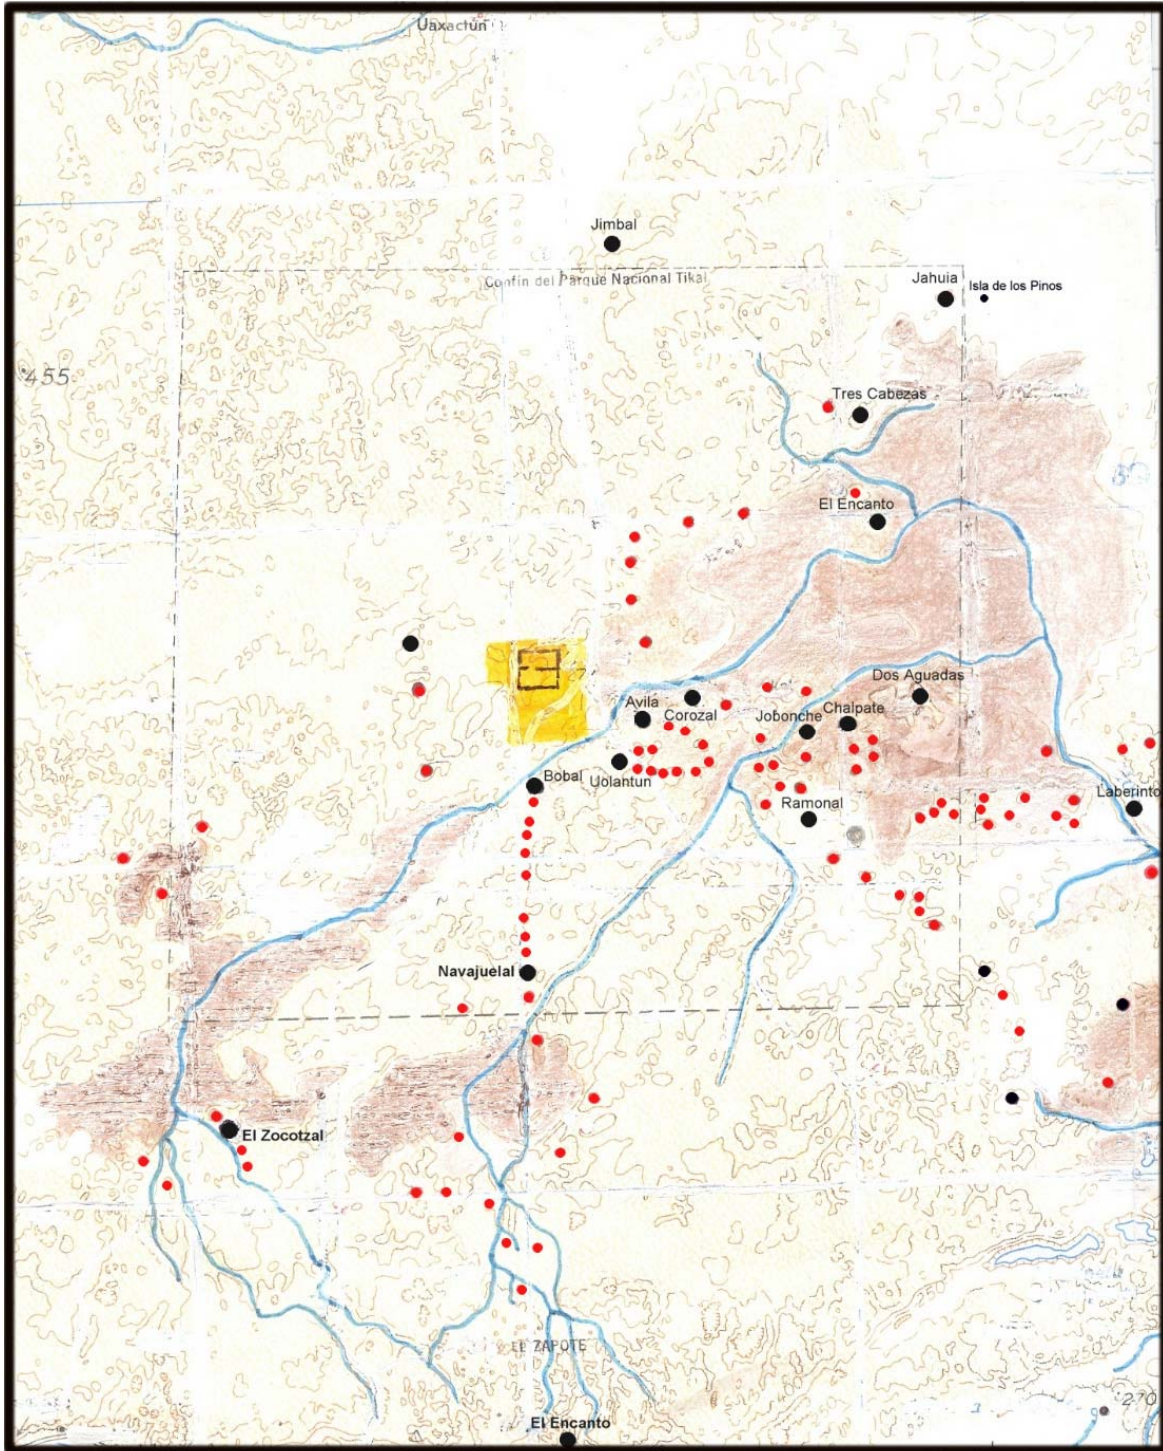 Uaxactún
Jimbal
Confín del Parque Nacional Tikal
Jahuia
Isla de los Pinos
455
Tres Cabezas
El Encanto
Dos Aguadas
Avila
Corozal
Jobonche
Chalpate
Uolantun
Bobal
Ramonal
Laberinto
Navajuelal
El Zocotzal
EL ZAPOTE
270
El Encanto